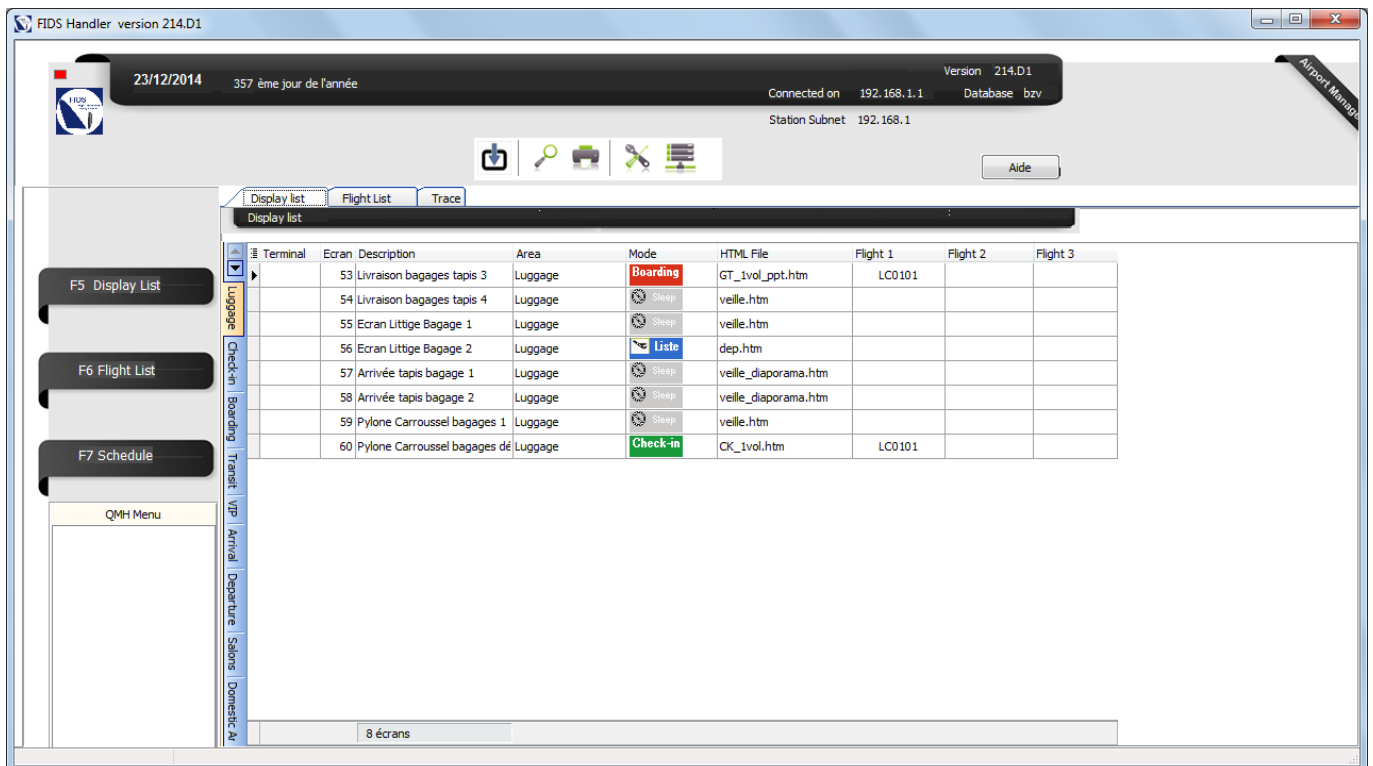 FIDS Handler version 214.D1
23/12/2014 357 ème jour de l'année
Version 214.D1
Connected on 192.168.1.1 Database bzv
Station Subnet 192.168.1
Airport Manage
FIDS
Aide
Display list Flight List Trace
Display list
F5 Display List
F6 Flight List
F7 Schedule
QMH Menu
Luggage
Check-in
Boarding
Transit
VIP
Arrival
Departure
Salons
Domestic Ar
Terminal Ecran Description Area Mode HTML File Flight 1 Flight 2 Flight 3
53 Livraison bagages tapis 3 Luggage Boarding GT_1vol_ppt.htm LC0101
54 Livraison bagages tapis 4 Luggage Sleep veille.htm
55 Ecran Littige Bagage 1 Luggage Sleep veille.htm
56 Ecran Littige Bagage 2 Luggage Liste dep.htm
57 Arrivée tapis bagage 1 Luggage Sleep veille_diaporama.htm
58 Arrivée tapis bagage 2 Luggage Sleep veille_diaporama.htm
59 Pylone Carroussel bagages 1 Luggage Sleep veille.htm
60 Pylone Carroussel bagages dé Luggage Check-in CK_1vol.htm LC0101
8 écrans